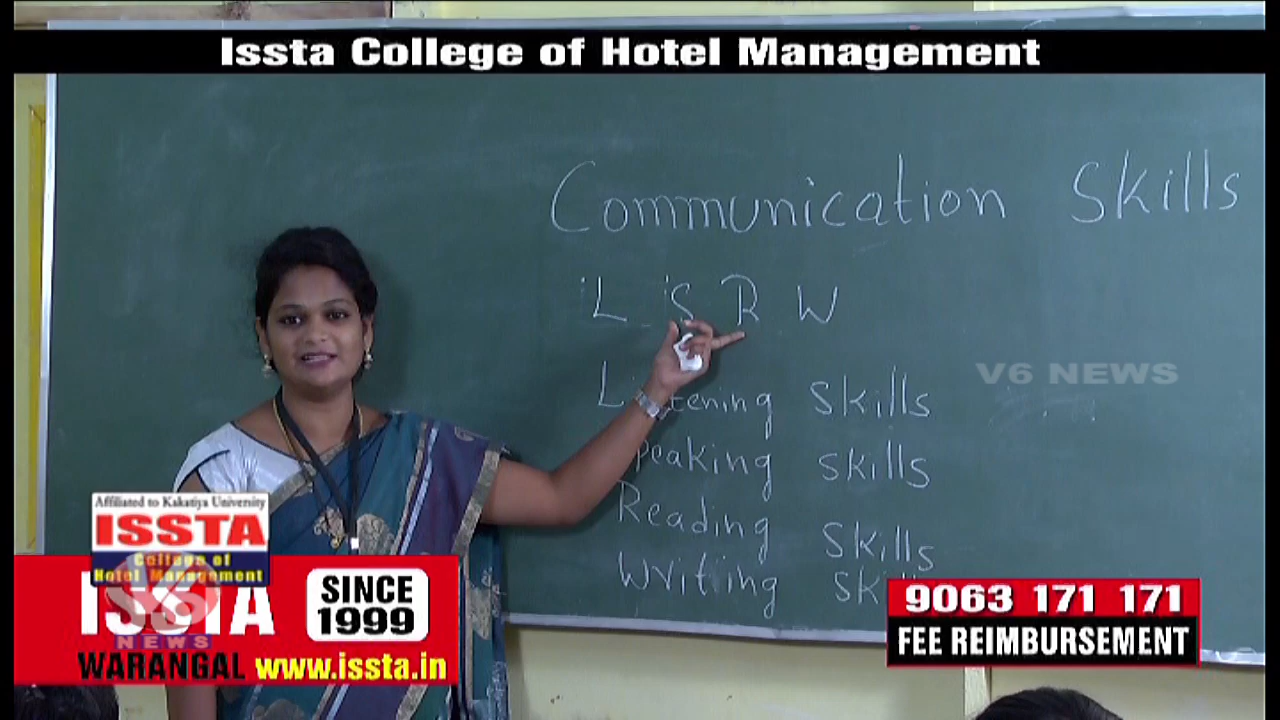 Issta College of Hotel Management
Communication Skills
L S R W
Listening Skills
Speaking Skills
Reading Skills
Writing Skills
V6 NEWS
Affiliated to Kakatiya University
ISSTA
College of
Hotel Management
ISSTA
SINCE
1999
V6
NEWS
WARANGAL www.issta.in
9063 171 171
FEE REIMBURSEMENT